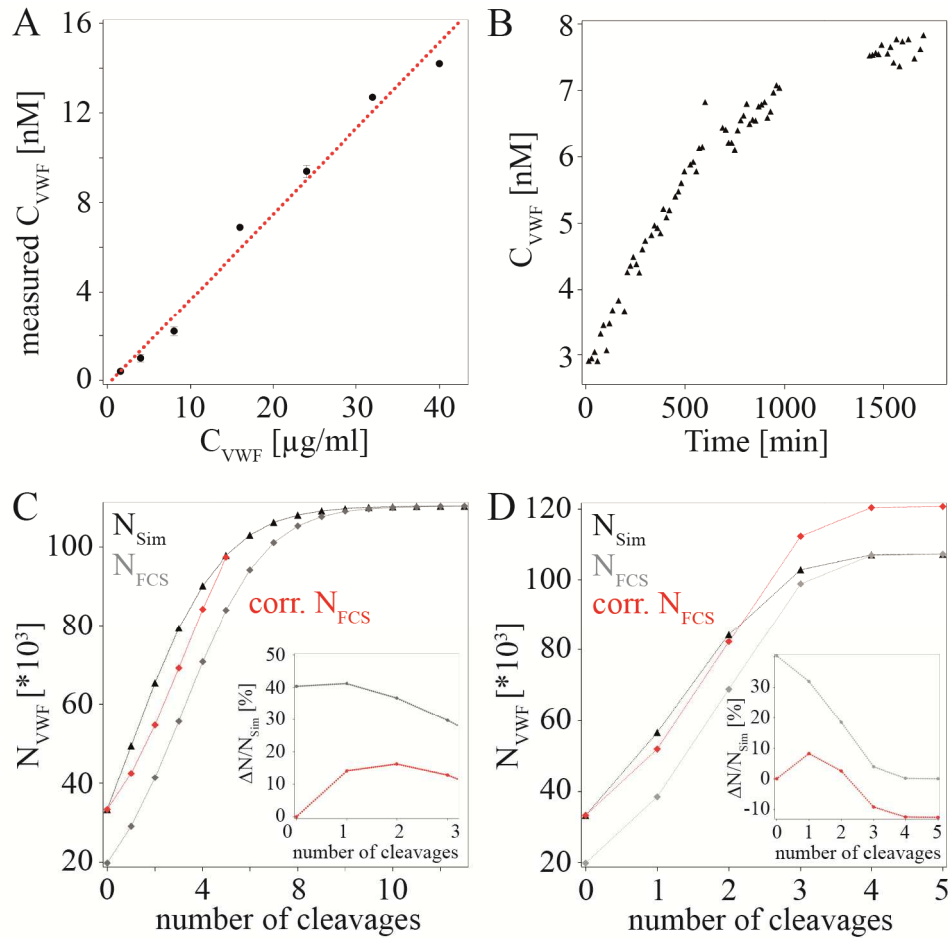 A
measured C_VWF [nM]
16
12
8
4
0
0 10 20 30 40
C_VWF [µg/ml]
B
C_VWF [nM]
8
7
6
5
4
3
0 500 1000 1500
Time [min]
C
N_Sim
N_FCS
corr. N_FCS
N_VWF [*10³]
100
80
60
40
20
0 4 8 10
number of cleavages
ΔN/N_Sim [%]
50
40
30
20
10
0
0 1 2 3
number of cleavages
D
N_Sim
N_FCS
corr. N_FCS
N_VWF [*10³]
120
100
80
60
40
20
0 1 2 3 4 5
number of cleavages
ΔN/N_Sim [%]
30
20
10
0
-10
0 1 2 3 4 5
number of cleavages